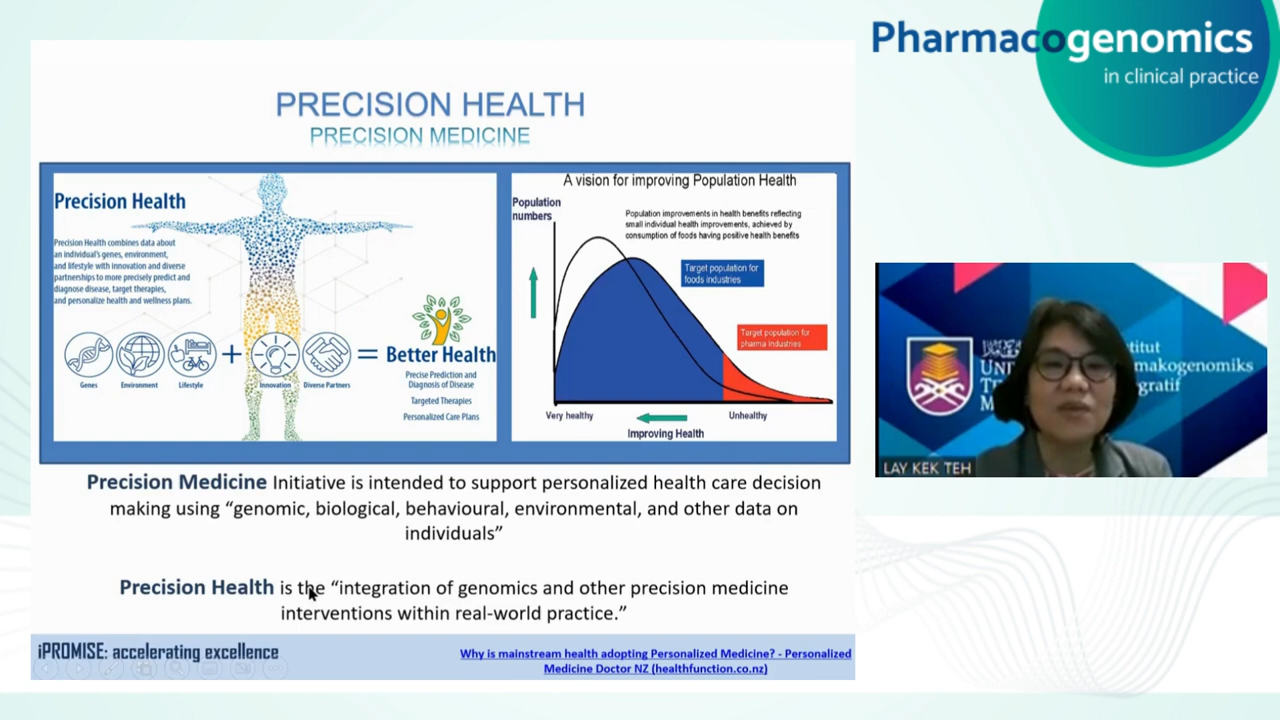 Pharmacogenomics
in clinical practice
PRECISION HEALTH
PRECISION MEDICINE
Precision Health
Precision Health combines data about
an individual's genes, environment,
and lifestyle with innovation and diverse
partnerships to more precisely predict and
diagnose disease, target therapies,
and personalize health and wellness plans.
Genes
Environment
Lifestyle
+
Innovation
Diverse Partners
=
Better Health
Precise Prediction and
Diagnosis of Disease
Targeted Therapies
Personalized Care Plans
A vision for improving Population Health
Population
numbers
Population improvements in health benefits reflecting
small individual health improvements, achieved by
consumption of foods having positive health benefits
Target population for
foods industries
Target population for
pharma Industries
Very healthy
Unhealthy
Improving Health
Precision Medicine Initiative is intended to support personalized health care decision
making using “genomic, biological, behavioural, environmental, and other data on
individuals”
Precision Health is the “integration of genomics and other precision medicine
interventions within real-world practice.”
iPROMISE: accelerating excellence
Why is mainstream health adopting Personalized Medicine? - Personalized
Medicine Doctor NZ (healthfunction.co.nz)
UN
TE
M
titut
makogenomiks
gratif
LAY KEK TEH